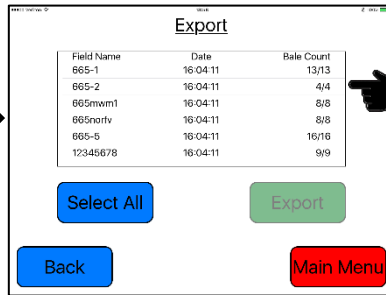 Export
Field Name Date Bale Count
665-1 16:04:11 13/13
665-2 16:04:11 4/4
665mwm1 16:04:11 8/8
665norfv 16:04:11 8/8
665-5 16:04:11 16/16
12345678 16:04:11 9/9
Select All Export
Back Main Menu